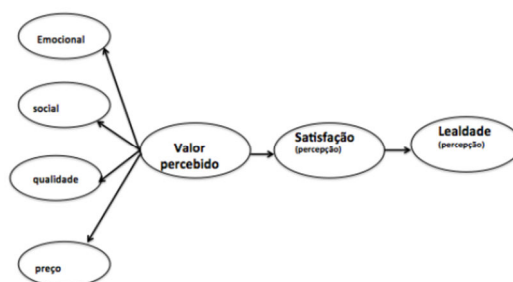 Emocional
social
qualidade
preço
Valor
percebido
Satisfação
(percepção)
Lealdade
(percepção)